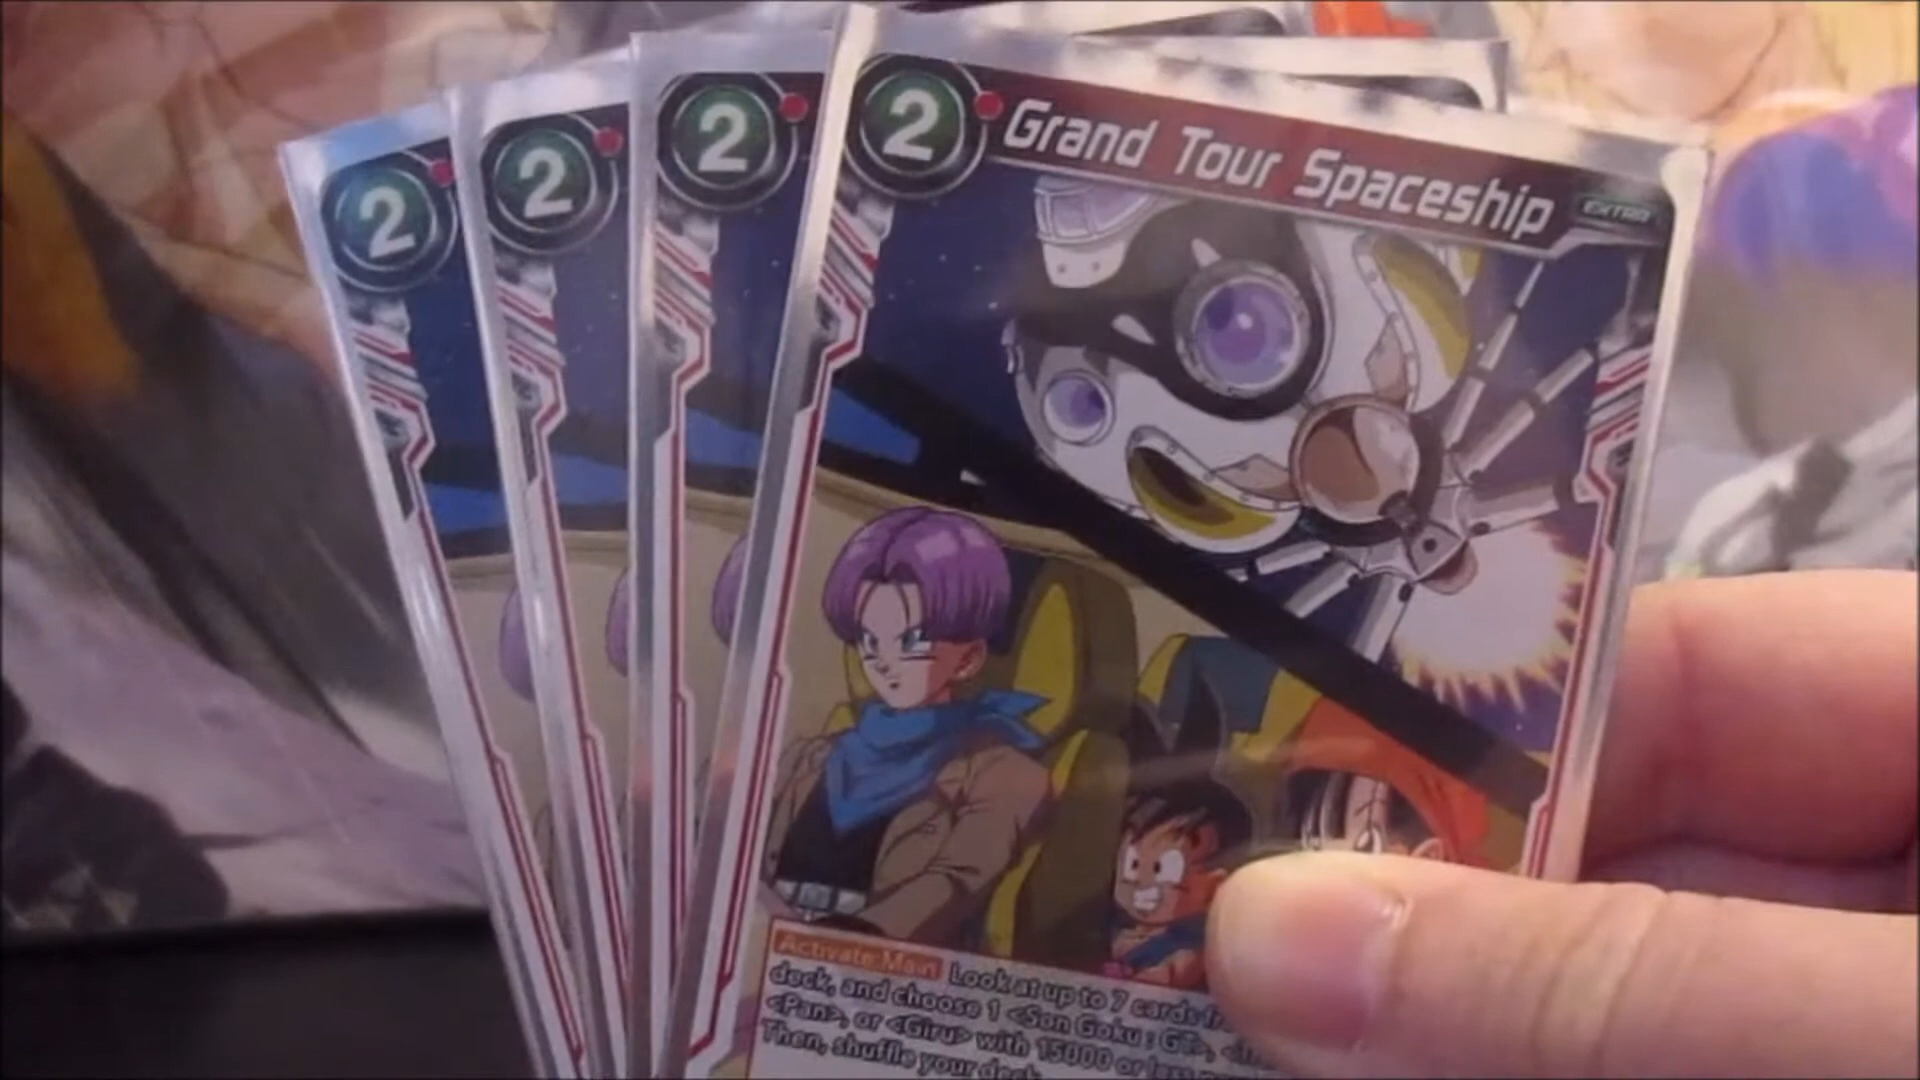 2 2 2 2 Grand Tour Spaceship EXTRA
Activate:Main Look at up to 7 cards
deck, and choose 1 <Son Goku : GT>,
<Pan>, or <Giru> with 15000 or less
Then, shuffle your deck.